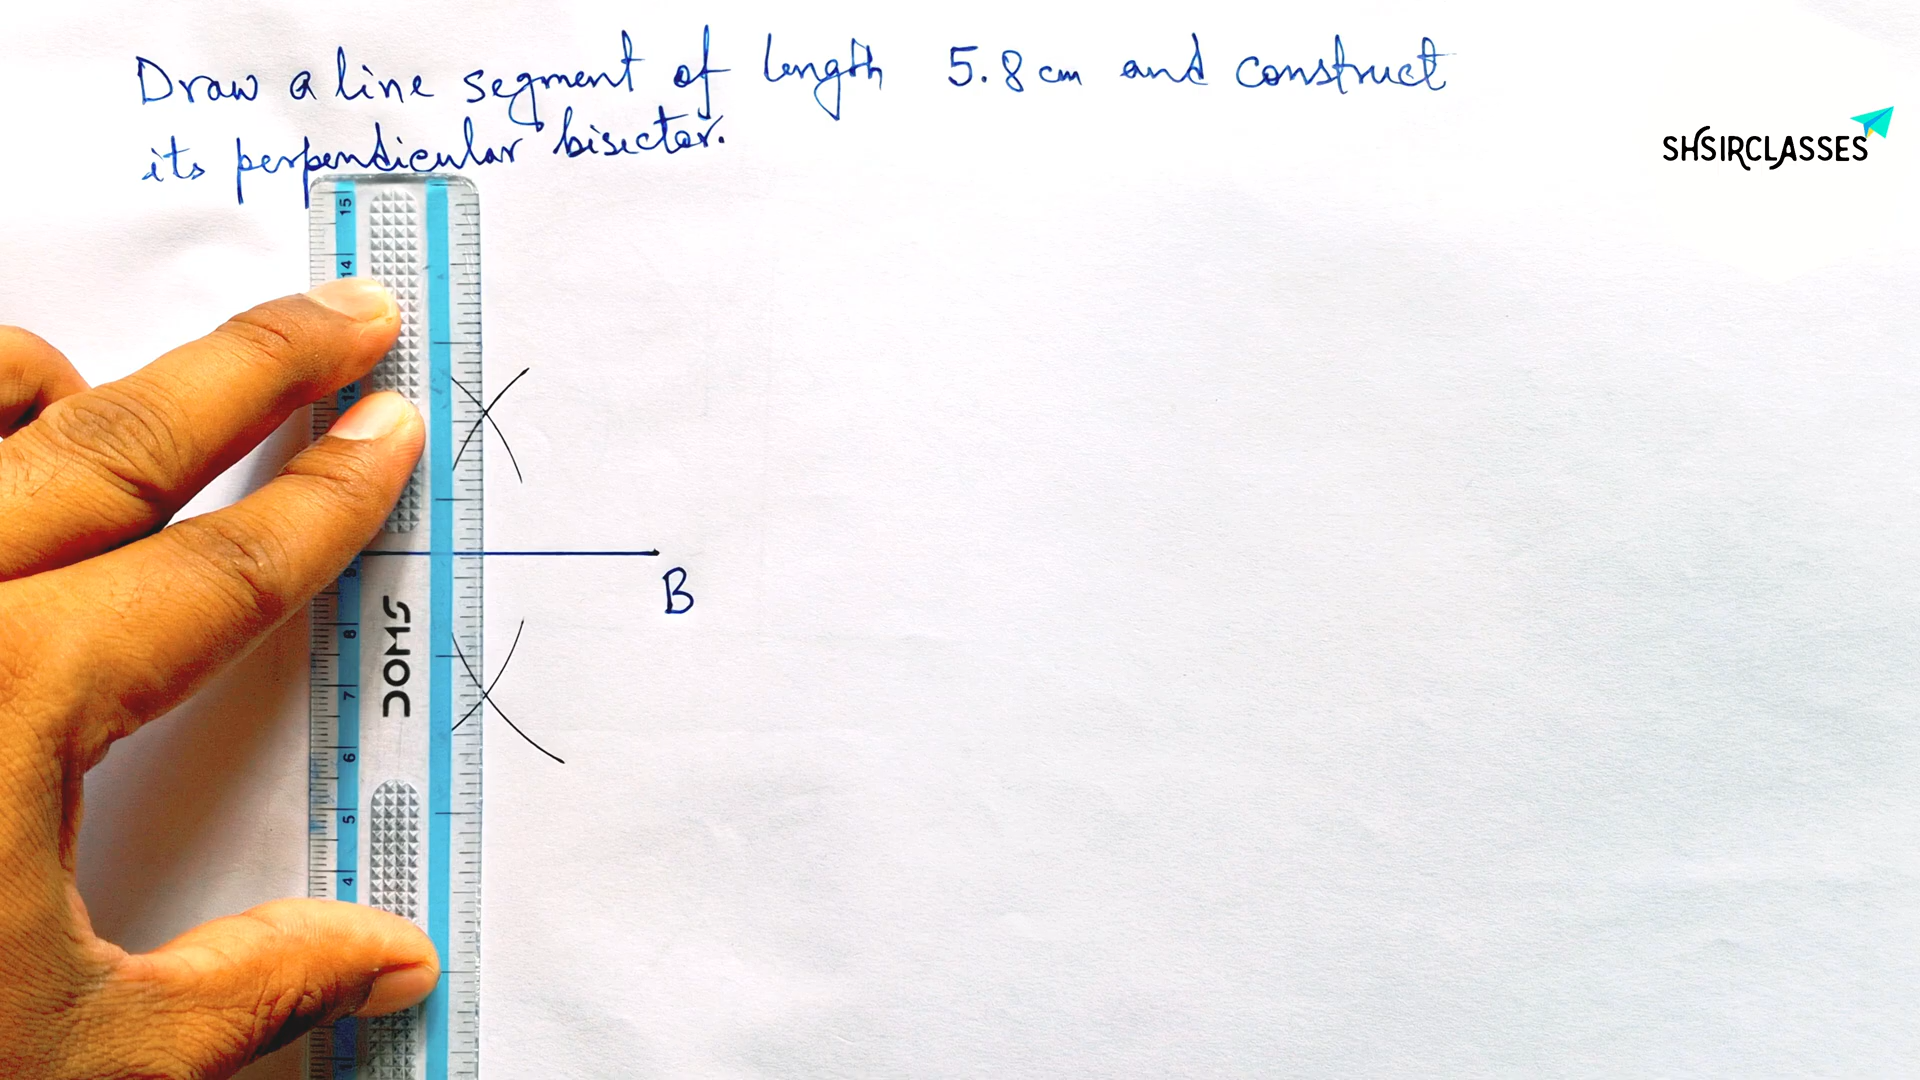 Draw a line segment of length 5.8 cm and construct
its perpendicular bisector.
SHSIRCLASSES
15
14
12
9
B
8
DOMS
7
6
5
4